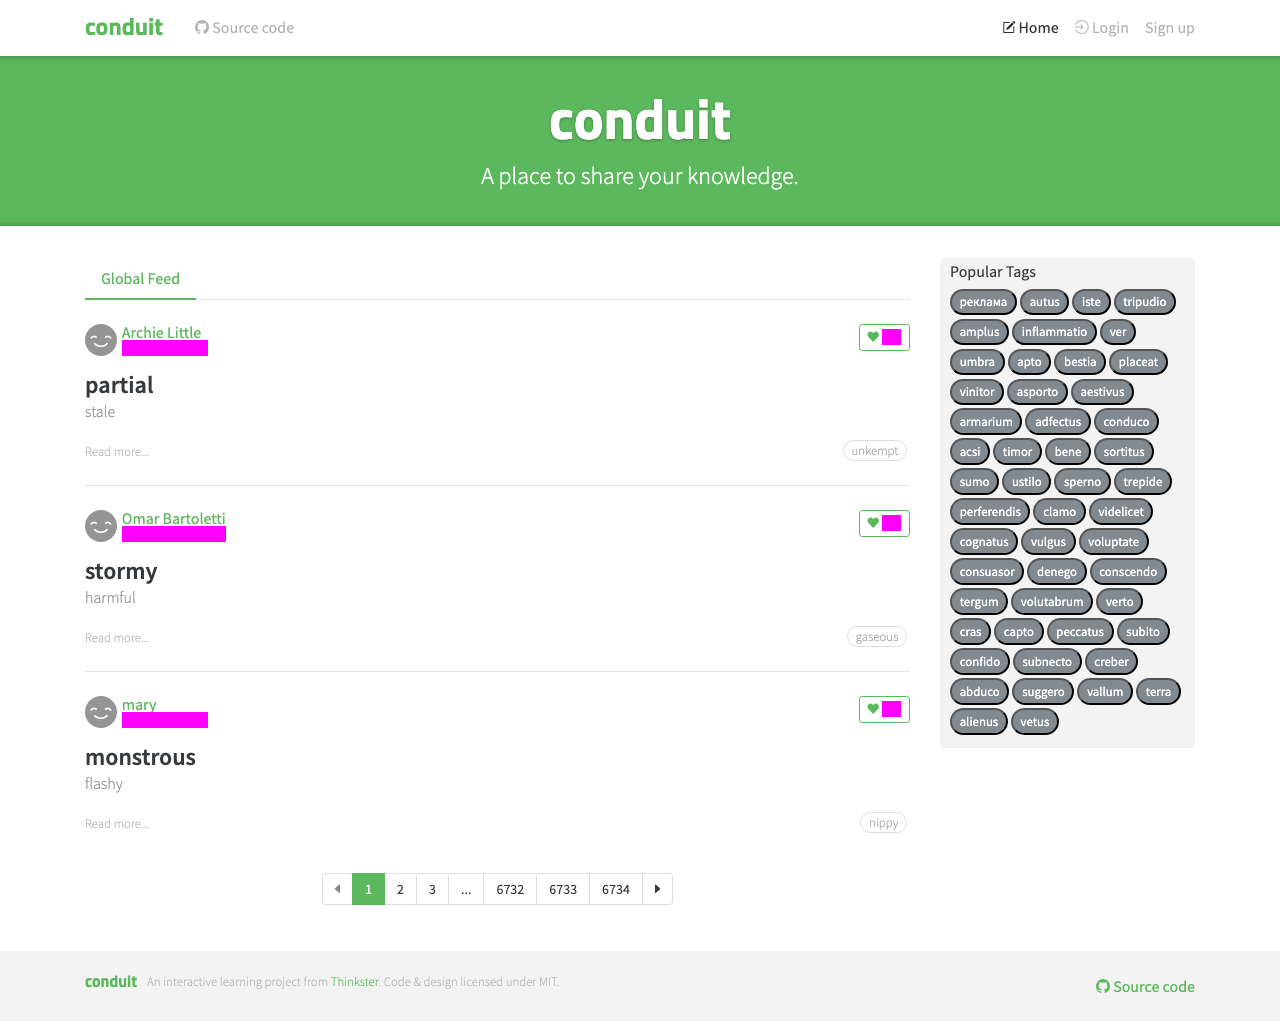 conduit Source code Home Login Sign up
conduit
A place to share your knowledge.
Global Feed
Archie Little
partial
stale
Read more... unkempt
Omar Bartoletti
stormy
harmful
Read more... gaseous
mary
monstrous
flashy
Read more... nippy
1 2 3 ... 6732 6733 6734
Popular Tags
реклама autus iste tripudio
amplus inflammatio ver
umbra apto bestia placeat
vinitor asporto aestivus
armarium adfectus conduco
acsi timor bene sortitus
sumo ustilo sperno trepide
perferendis clamo videlicet
cognatus vulgus voluptate
consuasor denego conscendo
tergum volutabrum verto
cras capto peccatus subito
confido subnecto creber
abduco suggero vallum terra
alienus vetus
conduit An interactive learning project from Thinkster. Code & design licensed under MIT. Source code